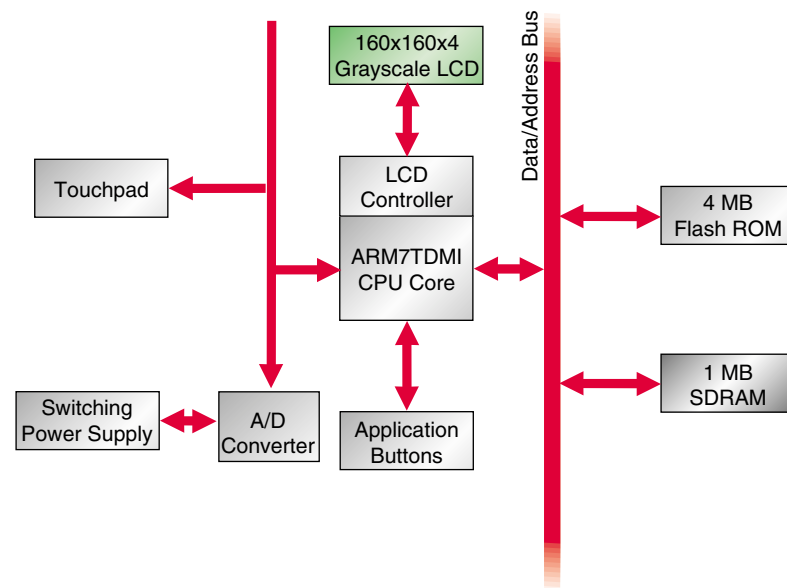 160x160x4
Grayscale LCD
Data/Address Bus
Touchpad
LCD
Controller
4 MB
Flash ROM
ARM7TDMI
CPU Core
1 MB
SDRAM
Switching
Power Supply
A/D
Converter
Application
Buttons